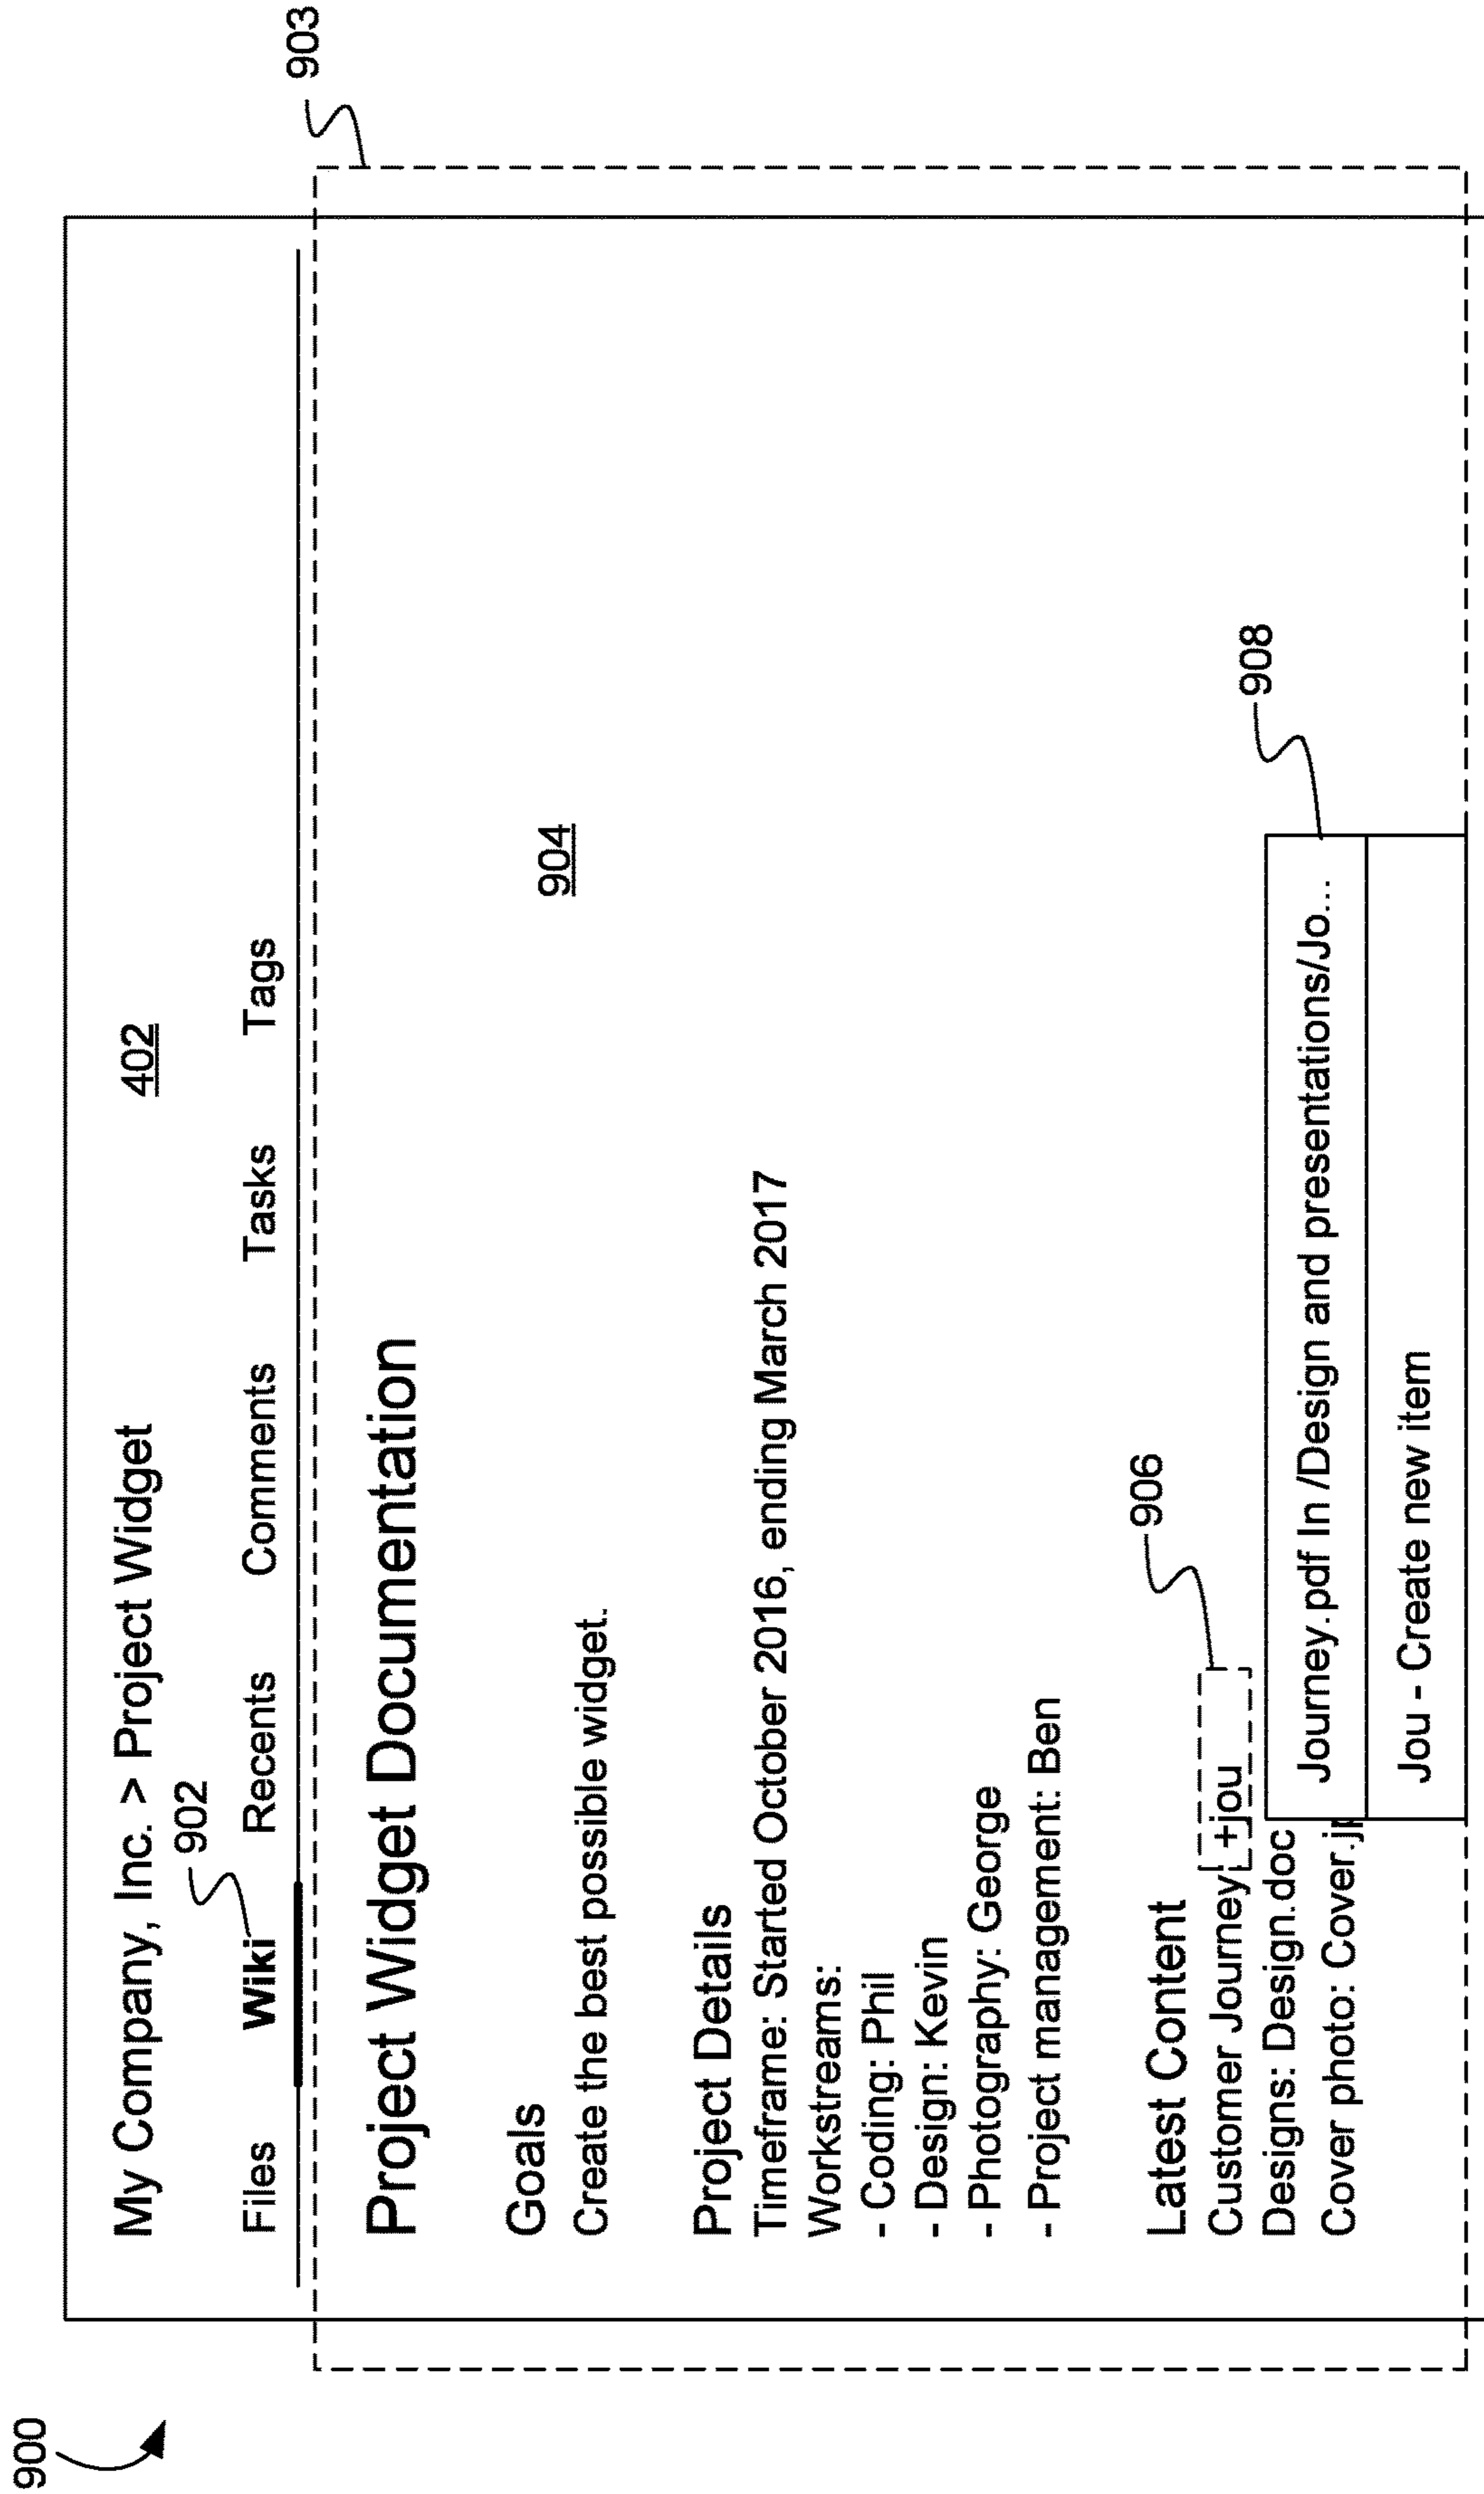 900
My Company, Inc. > Project Widget
402
902
903
Files Wiki Recents Comments Tasks Tags
Project Widget Documentation
904
Goals
Create the best possible widget.
Project Details
Timeframe: Started October 2016, ending March 2017
Workstreams:
- Coding: Phil
- Design: Kevin
- Photography: George
- Project management: Ben
906
Latest Content
Customer Journey +jou
908
Designs: Design.doc
Journey.pdf In /Design and presentations/Jo...
Cover photo: Cover.jp
Jou - Create new item